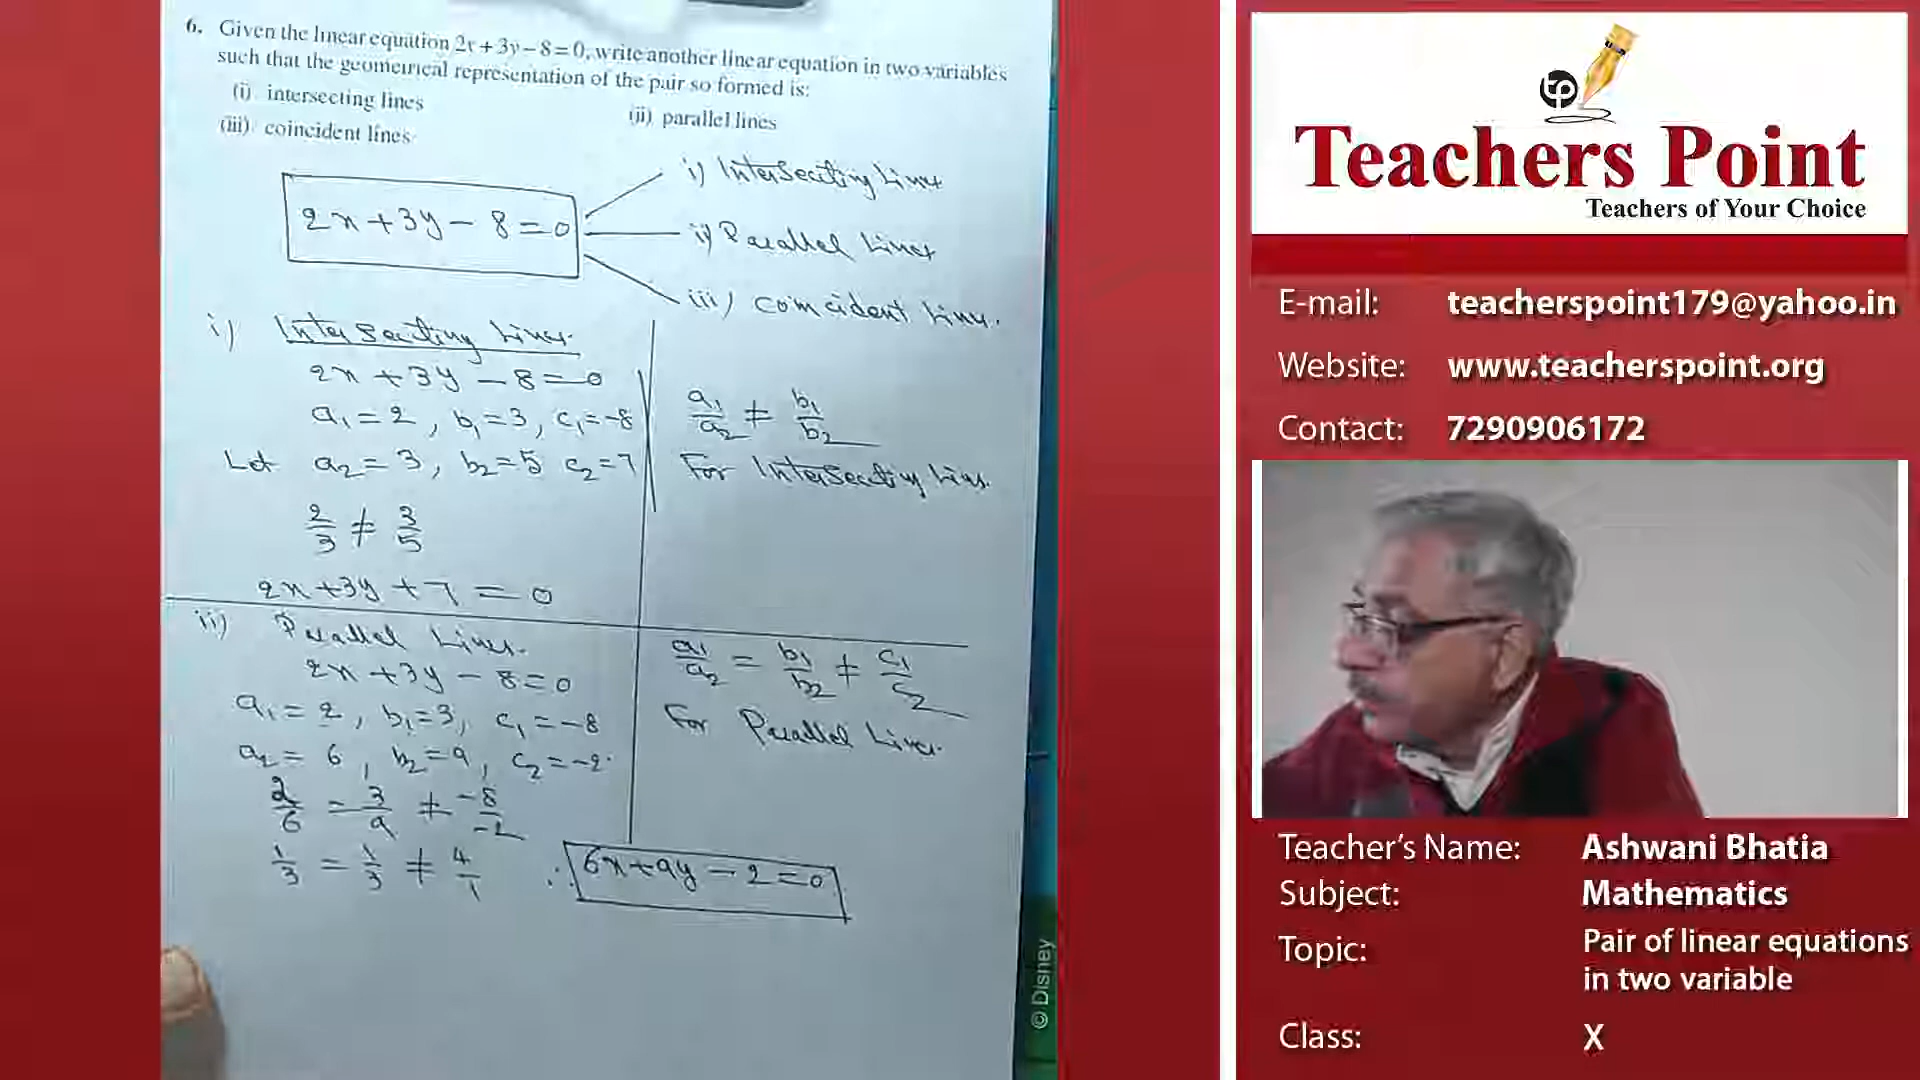 6. Given the linear equation 2x + 3y – 8 = 0, write another linear equation in two variables
such that the geometrical representation of the pair so formed is:
(i) intersecting lines
(ii) parallel lines
(iii) coincident lines
2x + 3y – 8 = 0
i) Intersecting Lines
ii) Parallel Lines
iii) Coincident Lines.
i) Intersecting Lines.
2x + 3y – 8 = 0
a₁ = 2, b₁ = 3, c₁ = -8
Let a₂ = 3, b₂ = 5 c₂ = 7
2/3 ≠ 3/5
2x + 3y + 7 = 0
a₁/a₂ ≠ b₁/b₂
For Intersecting Lines.
ii) Parallel Lines.
2x + 3y – 8 = 0
a₁ = 2, b₁ = 3, c₁ = -8
a₂ = 6, b₂ = 9, c₂ = -2
2/6 = 3/9 ≠ -8/-2
1/3 = 1/3 ≠ 4/1
∴ 6x + 9y – 2 = 0
a₁/a₂ = b₁/b₂ ≠ c₁/c₂
For Parallel Lines.
© Disney
tp
Teachers Point
Teachers of Your Choice
E-mail: teacherspoint179@yahoo.in
Website: www.teacherspoint.org
Contact: 7290906172
Teacher's Name: Ashwani Bhatia
Subject: Mathematics
Topic: Pair of linear equations
in two variable
Class: X